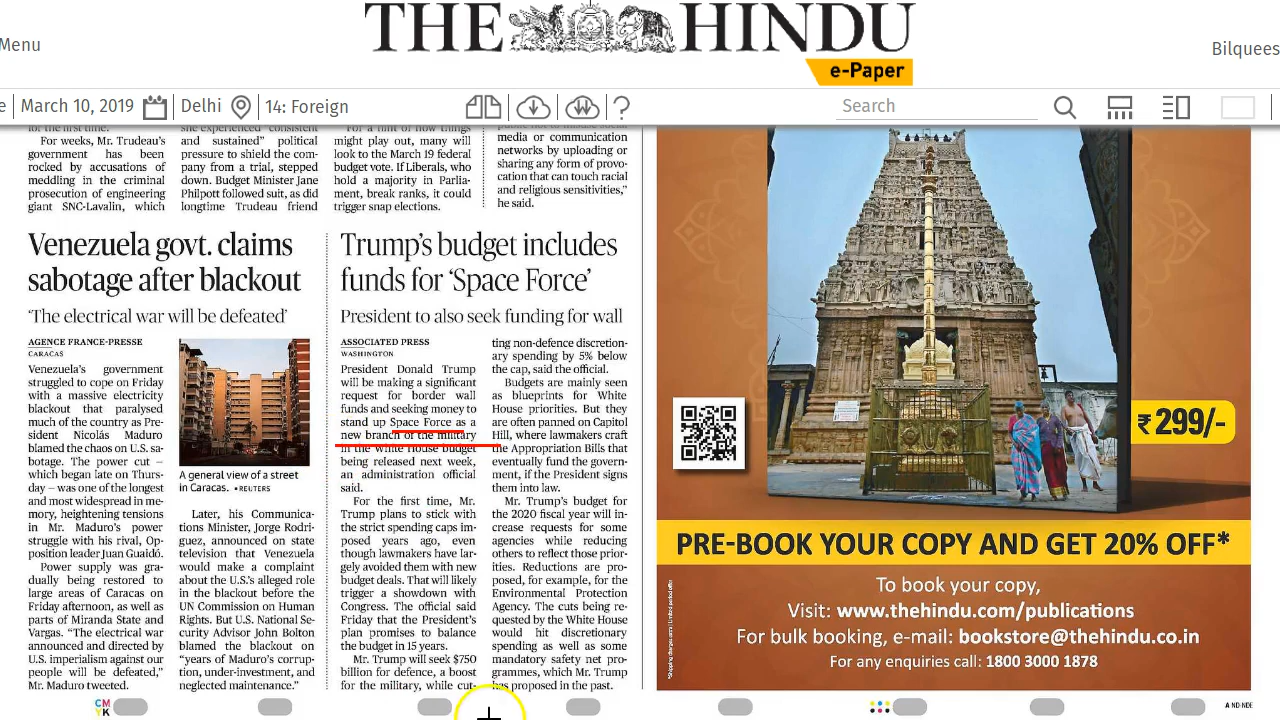 THE HINDU
e-Paper
Menu
Bilquees
e
March 10, 2019
Delhi
14: Foreign
?
Search
For weeks, Mr. Trudeau's
government has been
rocked by accusations of
meddling in the criminal
prosecution of engineering
giant SNC-Lavalin, which
she experienced "consistent
and sustained" political
pressure to shield the com-
pany from a trial, stepped
down. Budget Minister Jane
Philpott followed suit, as did
longtime Trudeau friend
For a hint of how things
might play out, many will
look to the March 19 federal
budget vote. If Liberals, who
hold a majority in Parlia-
ment, break ranks, it could
trigger snap elections.
media or communication
networks by uploading or
sharing any form of provo-
cation that can touch racial
and religious sensitivities,"
he said.
Venezuela govt. claims
sabotage after blackout
'The electrical war will be defeated'
AGENCE FRANCE-PRESSE
CARACAS
Venezuela's government
struggled to cope on Friday
with a massive electricity
blackout that paralysed
much of the country as Pre-
sident Nicolás Maduro
blamed the chaos on U.S. sa-
botage. The power cut –
which began late on Thurs-
day – was one of the longest
and most widespread in me-
mory, heightening tensions
in Mr. Maduro's power
struggle with his rival, Op-
position leader Juan Guaidó.
Power supply was gra-
dually being restored to
large areas of Caracas on
Friday afternoon, as well as
parts of Miranda State and
Vargas. "The electrical war
announced and directed by
U.S. imperialism against our
people will be defeated,"
Mr. Maduro tweeted.
A general view of a street
in Caracas. •REUTERS
Later, his Communica-
tions Minister, Jorge Rodri-
guez, announced on state
television that Venezuela
would make a complaint
about the U.S.'s alleged role
in the blackout before the
UN Commission on Human
Rights. But U.S. National Se-
curity Advisor John Bolton
blamed the blackout on
"years of Maduro's corrup-
tion, under-investment, and
neglected maintenance."
Trump's budget includes
funds for 'Space Force'
President to also seek funding for wall
ASSOCIATED PRESS
WASHINGTON
President Donald Trump
will be making a significant
request for border wall
funds and seeking money to
stand up Space Force as a
new branch of the military
in the White House budget
being released next week,
an administration official
said.
For the first time, Mr.
Trump plans to stick with
the strict spending caps im-
posed years ago, even
though lawmakers have lar-
gely avoided them with new
budget deals. That will likely
trigger a showdown with
Congress. The official said
Friday that the President's
plan promises to balance
the budget in 15 years.
Mr. Trump will seek $750
billion for defence, a boost
for the military, while cut-
ting non-defence discretion-
ary spending by 5% below
the cap, said the official.
Budgets are mainly seen
as blueprints for White
House priorities. But they
are often panned on Capitol
Hill, where lawmakers craft
the Appropriation Bills that
eventually fund the govern-
ment, if the President signs
them into law.
Mr. Trump's budget for
the 2020 fiscal year will in-
crease requests for some
agencies while reducing
others to reflect those prior-
ities. Reductions are pro-
posed, for example, for the
Environmental Protection
Agency. The cuts being re-
quested by the White House
would hit discretionary
spending as well as some
mandatory safety net pro-
grammes, which Mr. Trump
has proposed in the past.
₹ 299/-
PRE-BOOK YOUR COPY AND GET 20% OFF*
To book your copy,
Visit: www.thehindu.com/publications
For bulk booking, e-mail: bookstore@thehindu.co.in
For any enquiries call: 1800 3000 1878
CM
YK
A ND-NDE